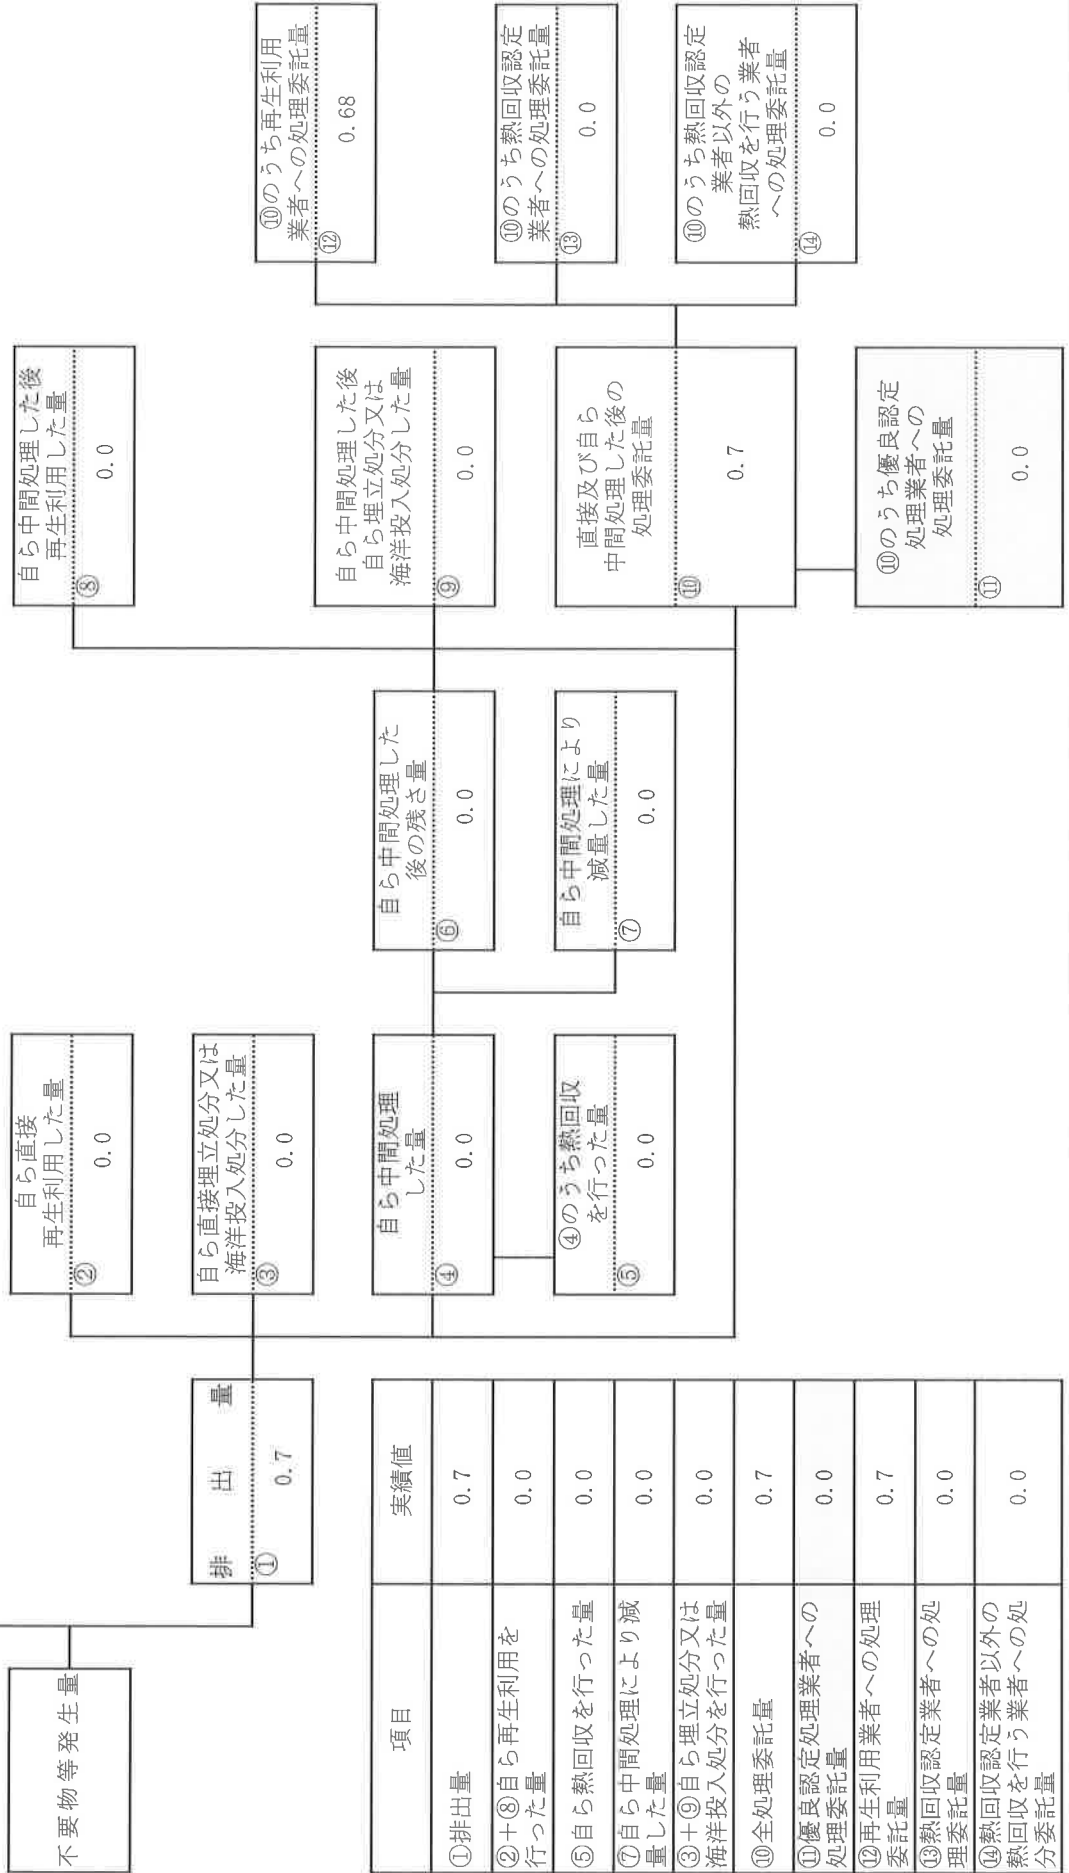 不要物等発生量
排出量
①
0.7
自ら直接
再生利用した量
②
0.0
自ら直接埋立処分又は
海洋投入処分した量
③
0.0
自ら中間処理
した量
④
0.0
④のうち熱回収
を行った量
⑤
0.0
自ら中間処理した
後の残さ量
⑥
0.0
自ら中間処理により
減量した量
⑦
0.0
自ら中間処理した後
再生利用した量
⑧
0.0
自ら中間処理した後
自ら埋立処分又は
海洋投入処分した量
⑨
0.0
直接及び自ら
中間処理した後の
処理委託量
⑩
0.7
⑩のうち優良認定
処理業者への
処理委託量
⑪
0.0
⑩のうち再生利用
業者への処理委託量
⑫
0.68
⑩のうち熱回収認定
業者への処理委託量
⑬
0.0
⑩のうち熱回収認定
業者以外の
熱回収を行う業者
への処理委託量
⑭
0.0
項目 実績値
①排出量 0.7
②+⑧自ら再生利用を
行った量 0.0
⑤自ら熱回収を行った量 0.0
⑦自ら中間処理により減
量した量 0.0
③+⑨自ら埋立処分又は
海洋投入処分を行った量 0.0
⑩全処理委託量 0.7
⑪優良認定処理業者への
処理委託量 0.0
⑫再生利用業者への処理
委託量 0.7
⑬熱回収認定業者への処
理委託量 0.0
⑭熱回収認定業者以外の
熱回収を行う業者への処
分委託量 0.0